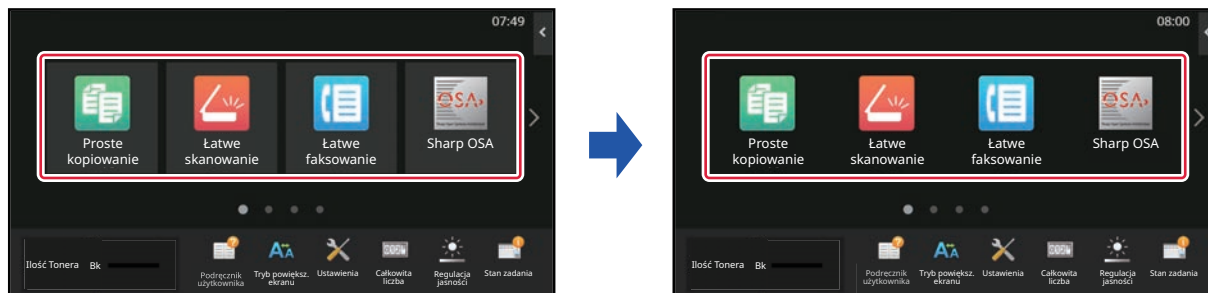 07:49
Proste
kopiowanie
Łatwe
skanowanie
Łatwe
faksowanie
OSA
Sharp OSA
Ilość Tonera
Bk
Podręcznik
użytkownika
Tryb powiększ.
ekranu
Ustawienia
Całkowita
liczba
Regulacja
jasności
Stan zadania
08:00
Proste
kopiowanie
Łatwe
skanowanie
Łatwe
faksowanie
OSA
Sharp OSA
Ilość Tonera
Bk
Podręcznik
użytkownika
Tryb powiększ.
ekranu
Ustawienia
Całkowita
liczba
Regulacja
jasności
Stan zadania